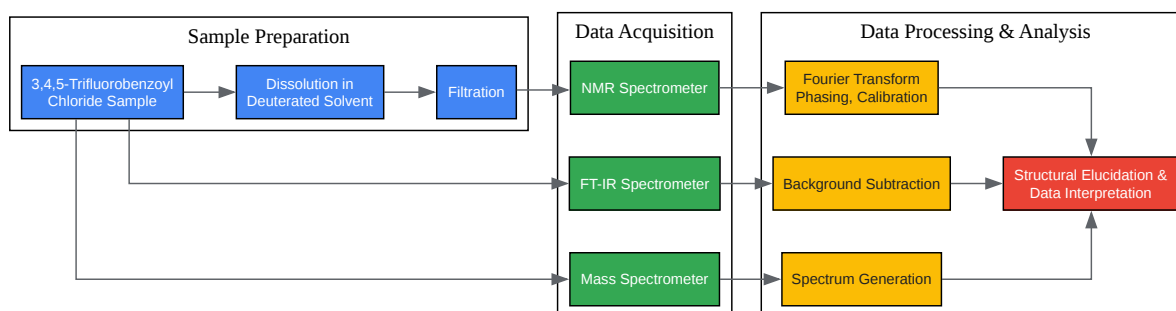 Sample Preparation
Data Acquisition
Data Processing & Analysis
3,4,5-Trifluorobenzoyl
Chloride Sample
Dissolution in
Deuterated Solvent
Filtration
NMR Spectrometer
Fourier Transform
Phasing, Calibration
FT-IR Spectrometer
Background Subtraction
Structural Elucidation &
Data Interpretation
Mass Spectrometer
Spectrum Generation